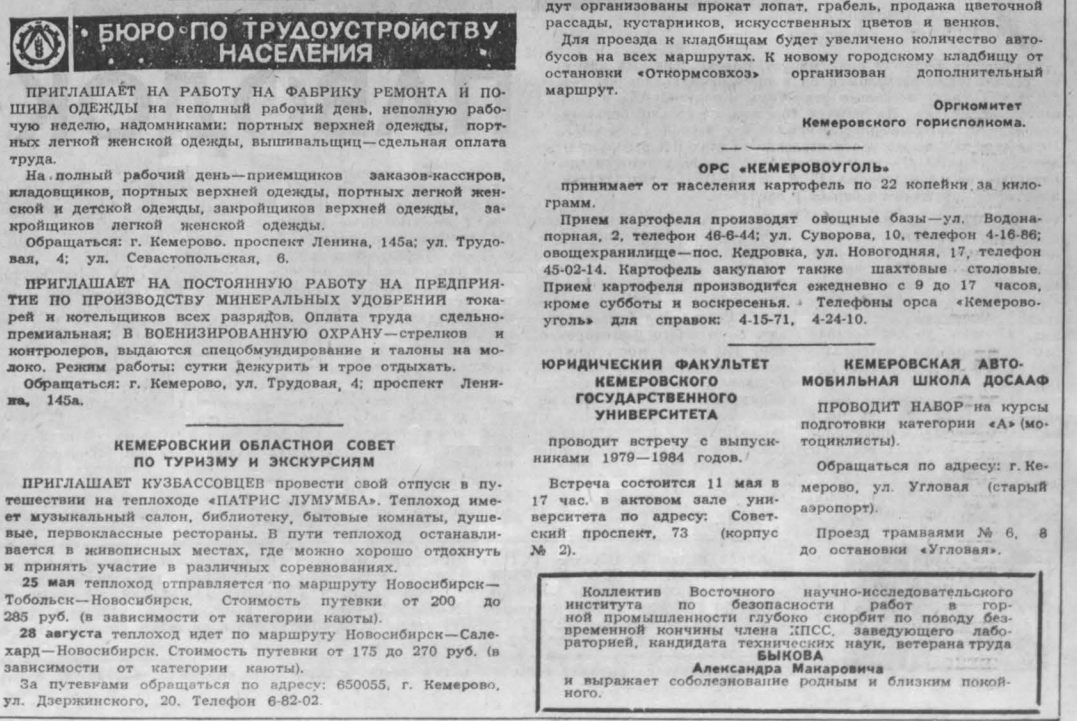 БЮРО ПО ТРУДОУСТРОЙСТВУ
НАСЕЛЕНИЯ
ПРИГЛАШАЕТ НА РАБОТУ НА ФАБРИКУ РЕМОНТА И ПО-
ШИВА ОДЕЖДЫ на неполный рабочий день, неполную рабо-
чую неделю, надомниками: портных верхней одежды, порт-
ных легкой женской одежды, вышивальщиц—сдельная оплата
труда.
На полный рабочий день—приемщиков заказов-кассиров,
кладовщиков, портных верхней одежды, портных легкой жен-
ской и детской одежды, закройщиков верхней одежды, за-
кройщиков легкой женской одежды.
Обращаться: г. Кемерово. проспект Ленина, 145а; ул. Трудо-
вая, 4; ул. Севастопольская, 6.
ПРИГЛАШАЕТ НА ПОСТОЯННУЮ РАБОТУ НА ПРЕДПРИЯ-
ТИЕ ПО ПРОИЗВОДСТВУ МИНЕРАЛЬНЫХ УДОБРЕНИЙ тока-
рей и котельщиков всех разрядов. Оплата труда сдельно-
премиальная; В ВОЕНИЗИРОВАННУЮ ОХРАНУ—стрелков и
контролеров, выдаются спецобмундирование и талоны на мо-
локо. Режим работы: сутки дежурить и трое отдыхать.
Обращаться: г. Кемерово, ул. Трудовая, 4; проспект Лени-
на, 145а.
КЕМЕРОВСКИЙ ОБЛАСТНОЙ СОВЕТ
ПО ТУРИЗМУ И ЭКСКУРСИЯМ
ПРИГЛАШАЕТ КУЗБАССОВЦЕВ провести свой отпуск в пу-
тешествии на теплоходе «ПАТРИС ЛУМУМБА». Теплоход име-
ет музыкальный салон, библиотеку, бытовые комнаты, душе-
вые, первоклассные рестораны. В пути теплоход останавли-
вается в живописных местах, где можно хорошо отдохнуть
и принять участие в различных соревнованиях.
25 мая теплоход отправляется по маршруту Новосибирск—
Тобольск—Новосибирск. Стоимость путевки от 200 до
285 руб. (в зависимости от категории каюты).
28 августа теплоход идет по маршруту Новосибирск—Сале-
хард—Новосибирск. Стоимость путевки от 175 до 270 руб. (в
зависимости от категории каюты).
За путевками обращаться по адресу: 650055, г. Кемерово,
ул. Дзержинского, 20. Телефон 6-82-02.
дут организованы прокат лопат, грабель, продажа цветочной
рассады, кустарников, искусственных цветов и венков.
Для проезда к кладбищам будет увеличено количество авто-
бусов на всех маршрутах. К новому городскому кладбищу от
остановки «Откормсовхоз» организован дополнительный
маршрут.
Оргкомитет
Кемеровского горисполкома.
ОРС «КЕМЕРОВОУГОЛЬ»
принимает от населения картофель по 22 копейки за кило-
грамм.
Прием картофеля производят овощные базы—ул. Водона-
порная, 2, телефон 46-6-44; ул. Суворова, 10, телефон 4-16-86;
овощехранилище—пос. Кедровка, ул. Новогодняя, 17, телефон
45-02-14. Картофель закупают также шахтовые столовые.
Прием картофеля производится ежедневно с 9 до 17 часов,
кроме субботы и воскресенья. Телефоны орса «Кемерово-
уголь» для справок: 4-15-71, 4-24-10.
ЮРИДИЧЕСКИЙ ФАКУЛЬТЕТ
КЕМЕРОВСКОГО
ГОСУДАРСТВЕННОГО
УНИВЕРСИТЕТА
проводит встречу с выпуск-
никами 1979—1984 годов.
Встреча состоится 11 мая в
17 час. в актовом зале уни-
верситета по адресу: Совет-
ский проспект, 73 (корпус
№ 2).
КЕМЕРОВСКАЯ АВТО-
МОБИЛЬНАЯ ШКОЛА ДОСААФ
ПРОВОДИТ НАБОР на курсы
подготовки категории «А» (мо-
тоциклисты).
Обращаться по адресу: г. Ке-
мерово, ул. Угловая (старый
аэропорт).
Проезд трамваями № 6, 8
до остановки «Угловая».
Коллектив Восточного научно-исследовательского
института по безопасности работ в гор-
ной промышленности глубоко скорбит по поводу без-
временной кончины члена КПСС, заведующего лабо-
раторией, кандидата технических наук, ветерана труда
БЫКОВА
Александра Макаровича
и выражает соболезнование родным и близким покой-
ного.